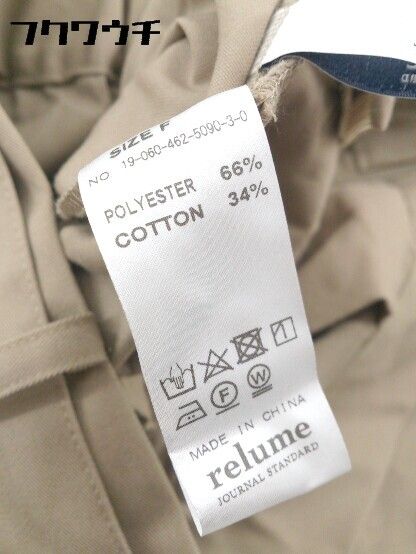 フクワウチ
SIZE F
NO 19-060-462-5090-3-0
POLYESTER 66%
COTTON 34%
F W
MADE IN CHINA
relume
JOURNAL STANDARD